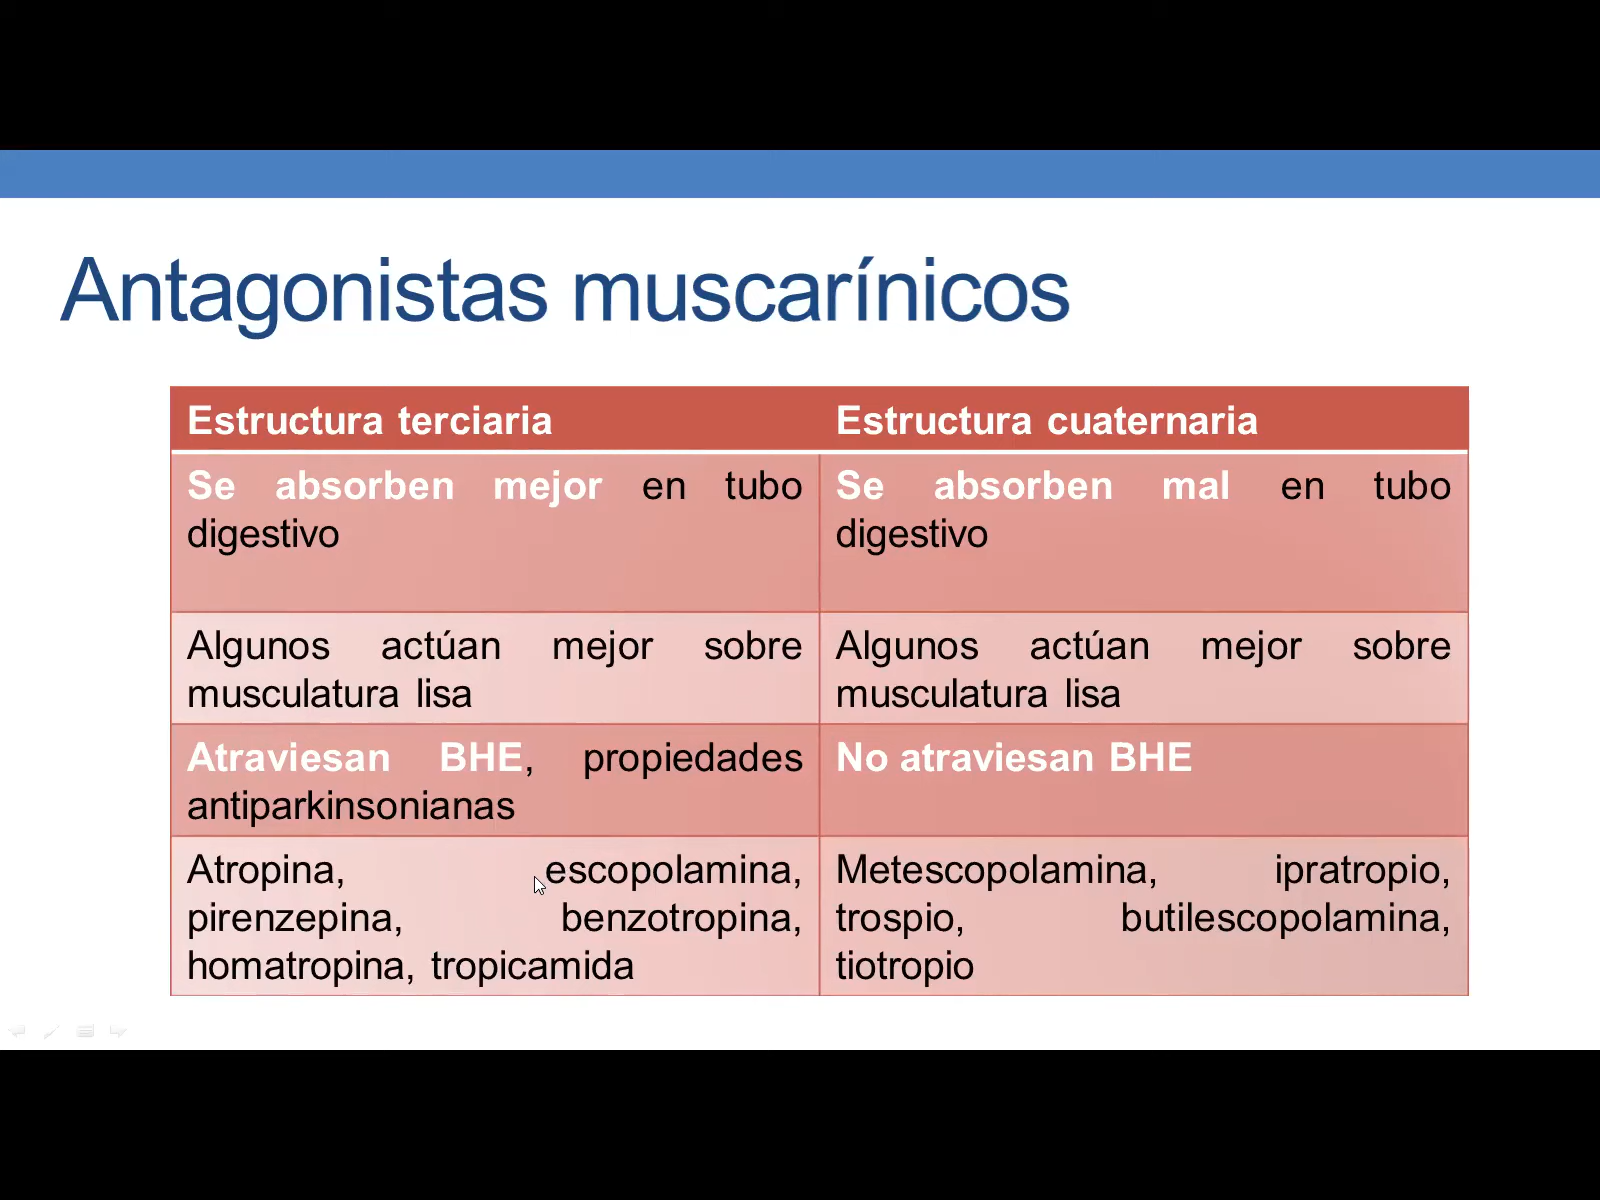 Antagonistas muscarínicos
Estructura terciaria
Estructura cuaternaria
Se absorben mejor en tubo
digestivo
Se absorben mal en tubo
digestivo
Algunos actúan mejor sobre
musculatura lisa
Algunos actúan mejor sobre
musculatura lisa
Atraviesan BHE, propiedades
antiparkinsonianas
No atraviesan BHE
Atropina, escopolamina,
pirenzepina, benzotropina,
homatropina, tropicamida
Metescopolamina, ipratropio,
trospio, butilescopolamina,
tiotropio